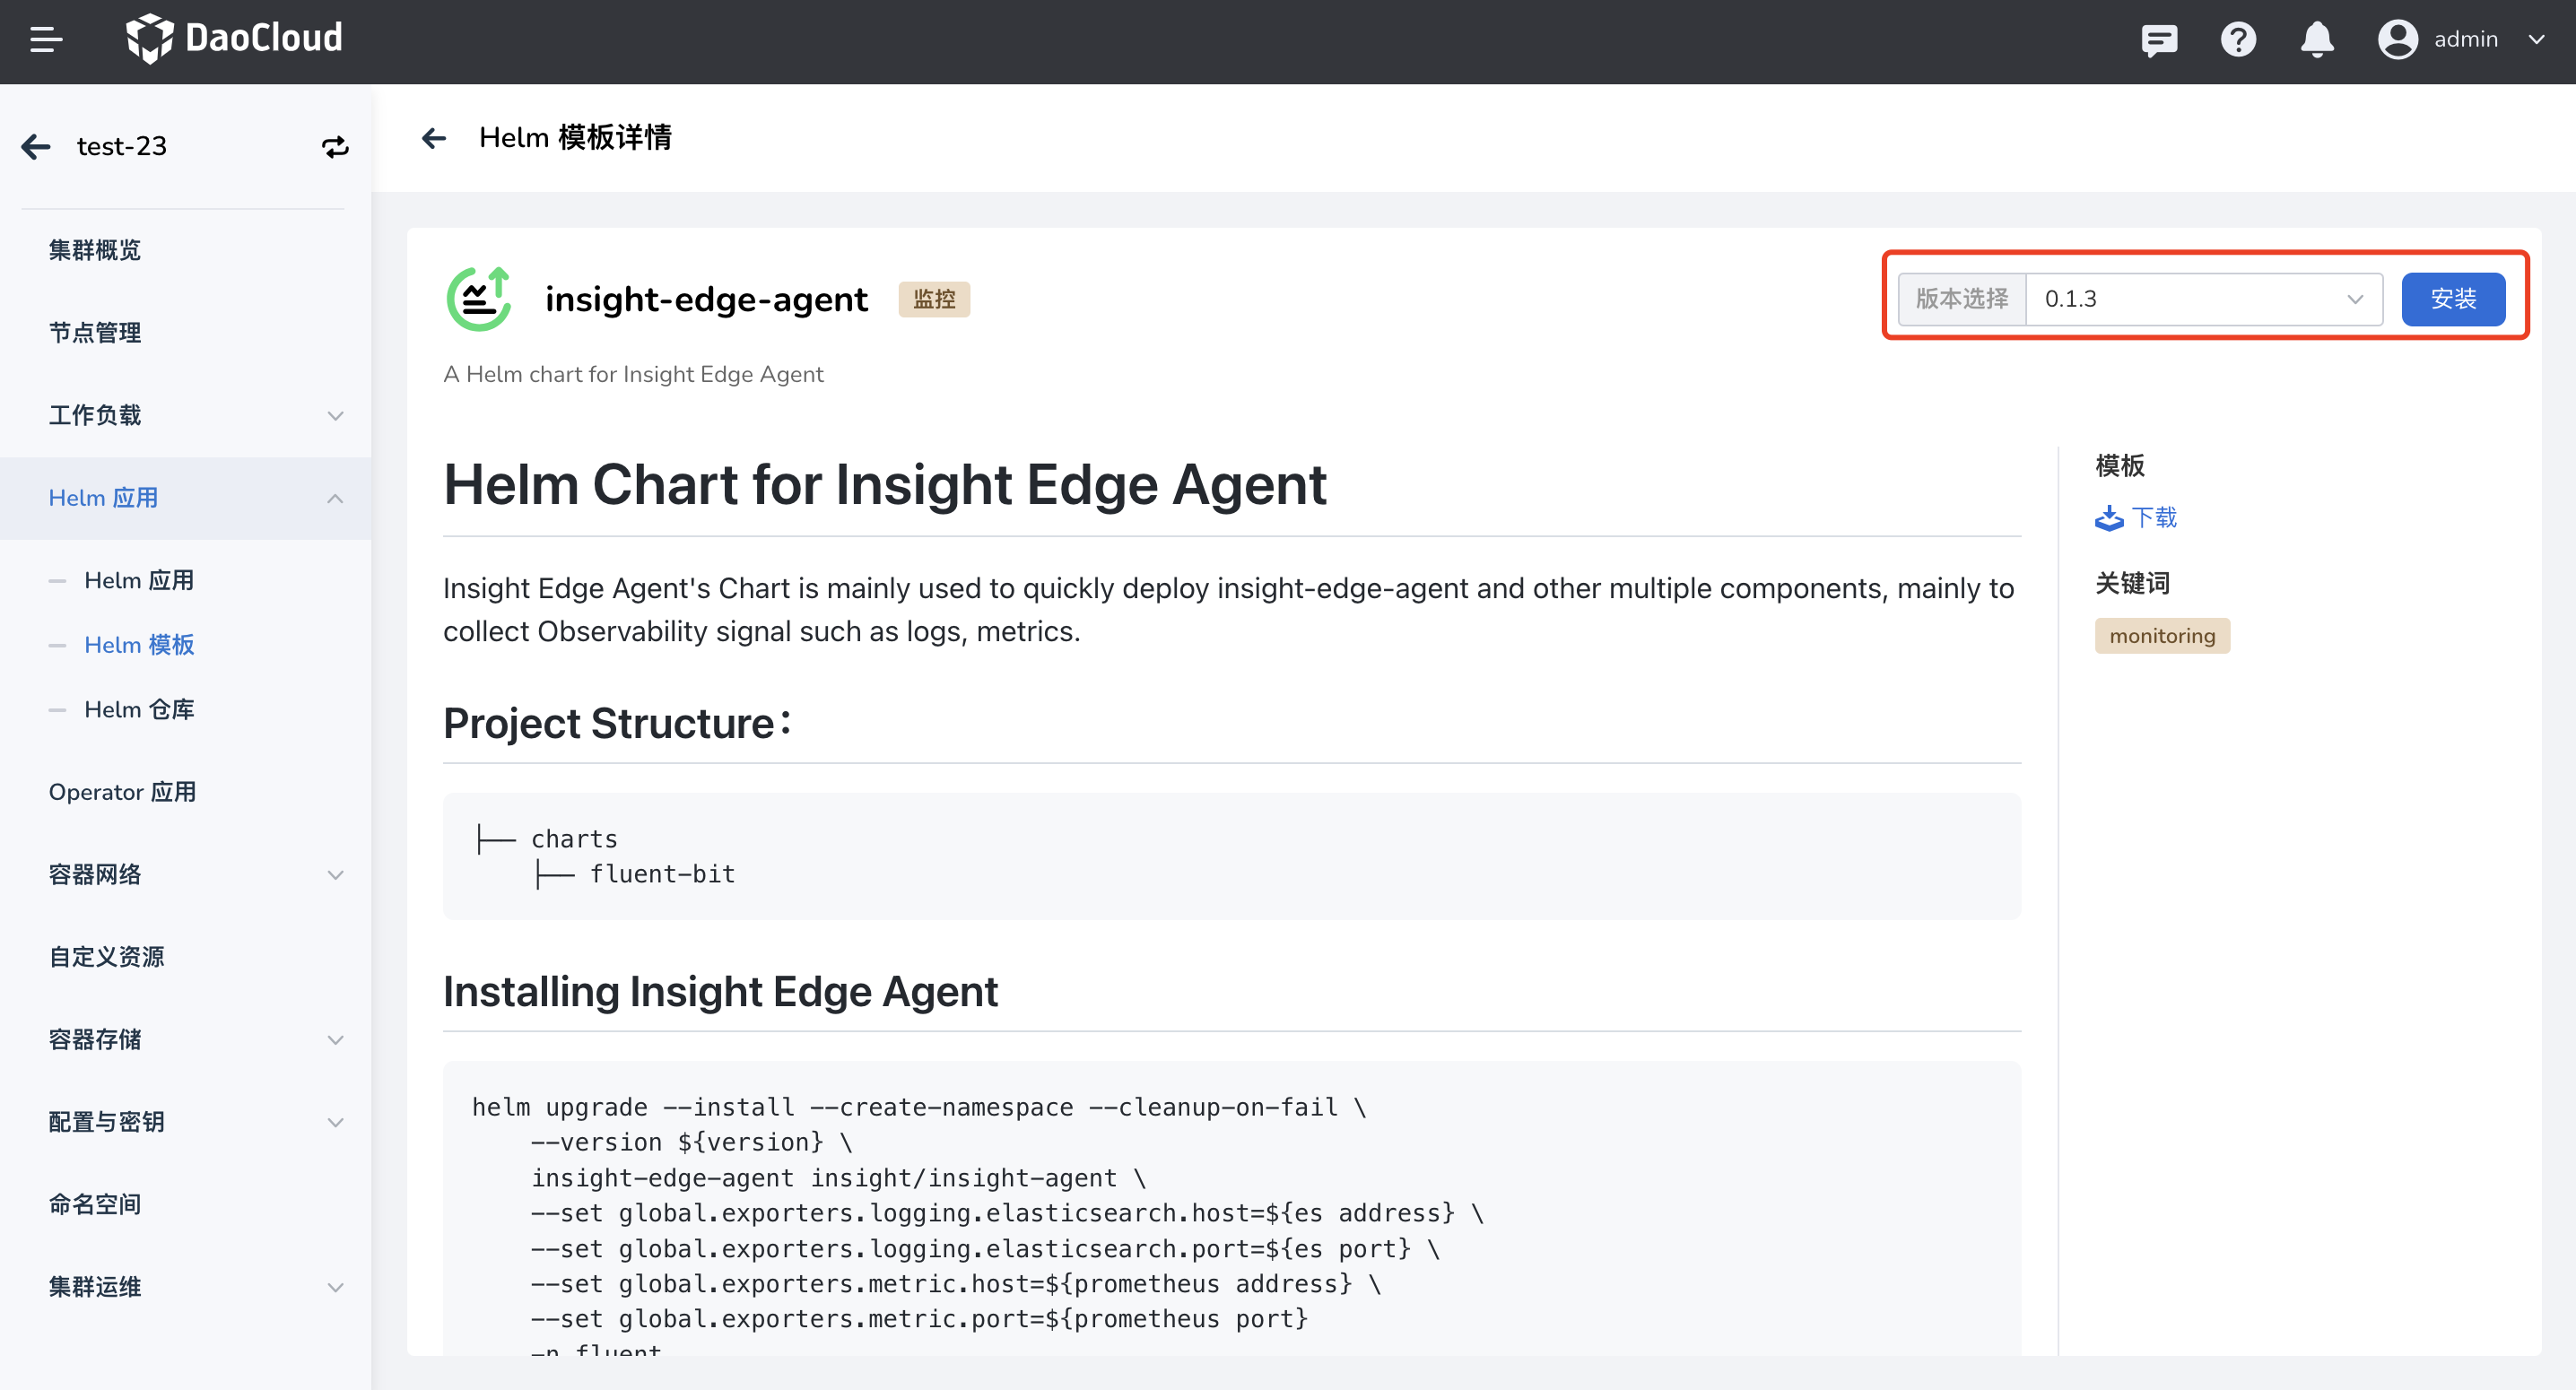 DaoCloud
admin
test-23
集群概览
节点管理
工作负载
Helm 应用
Helm 应用
Helm 模板
Helm 仓库
Operator 应用
容器网络
自定义资源
容器存储
配置与密钥
命名空间
集群运维
Helm 模板详情
insight-edge-agent 监控
版本选择 0.1.3 安装
A Helm chart for Insight Edge Agent
Helm Chart for Insight Edge Agent
Insight Edge Agent's Chart is mainly used to quickly deploy insight-edge-agent and other multiple components, mainly to
collect Observability signal such as logs, metrics.
Project Structure：
├── charts
    ├── fluent-bit
Installing Insight Edge Agent
helm upgrade --install --create-namespace --cleanup-on-fail \
    --version ${version} \
    insight-edge-agent insight/insight-agent \
    --set global.exporters.logging.elasticsearch.host=${es address} \
    --set global.exporters.logging.elasticsearch.port=${es port} \
    --set global.exporters.metric.host=${prometheus address} \
    --set global.exporters.metric.port=${prometheus port}
    -n fluent
模板
下载
关键词
monitoring